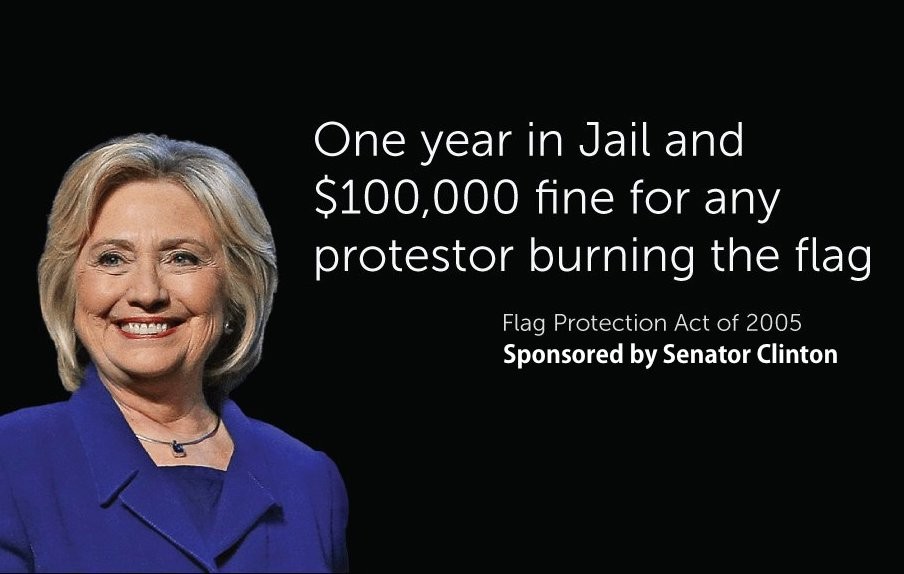 One year in Jail and
$100,000 fine for any
protestor burning the flag
Flag Protection Act of 2005
Sponsored by Senator Clinton